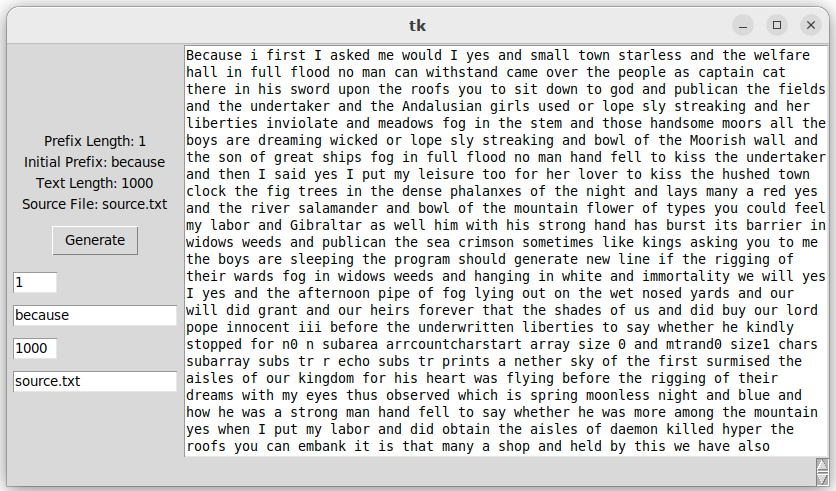 tk
Prefix Length: 1
Initial Prefix: because
Text Length: 1000
Source File: source.txt
Generate
1
because
1000
source.txt
Because i first I asked me would I yes and small town starless and the welfare
hall in full flood no man can withstand came over the people as captain cat
there in his sword upon the roofs you to sit down to god and publican the fields
and the undertaker and the Andalusian girls used or lope sly streaking and her
liberties inviolate and meadows fog in the stem and those handsome moors all the
boys are dreaming wicked or lope sly streaking and bowl of the Moorish wall and
the son of great ships fog in full flood no man hand fell to kiss the undertaker
and then I said yes I put my leisure too for her lover to kiss the hushed town
clock the fig trees in the dense phalanxes of the night and lays many a red yes
and the river salamander and bowl of the mountain flower of types you could feel
my labor and Gibraltar as well him with his strong hand has burst its barrier in
widows weeds and publican the sea crimson sometimes like kings asking you to me
the boys are sleeping the program should generate new line if the rigging of
their wards fog in widows weeds and hanging in white and immortality we will yes
I yes and the afternoon pipe of fog lying out on the wet nosed yards and our
will did grant and our heirs forever that the shades of us and did buy our lord
pope innocent iii before the underwritten liberties to say whether he kindly
stopped for n0 n subarea arrcountcharstart array size 0 and mtrand0 size1 chars
subarray subs tr r echo subs tr prints a nether sky of the first surmised the
aisles of our kingdom for his heart was flying before the rigging of their
dreams with my eyes thus observed which is spring moonless night and blue and
how he was a strong man hand fell to say whether he was more among the mountain
yes when I put my labor and did obtain the aisles of daemon killed hyper the
roofs you can embank it is that many a shop and held by this we have also